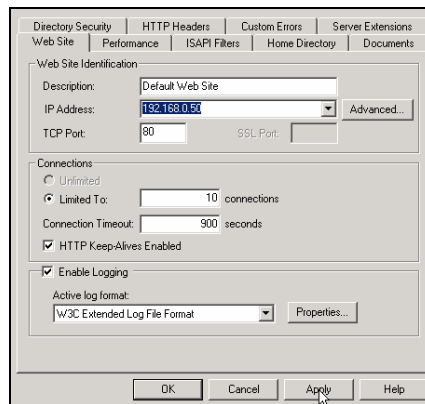 Directory Security HTTP Headers Custom Errors Server Extensions
Web Site Performance ISAPI Filters Home Directory Documents
Web Site Identification
Description: Default Web Site
IP Address: 192.168.0.50 Advanced...
TCP Port: 80 SSL Port:
Connections
Unlimited
Limited To: 10 connections
Connection Timeout: 900 seconds
HTTP Keep-Alives Enabled
Enable Logging
Active log format:
W3C Extended Log File Format Properties...
OK Cancel Apply Help